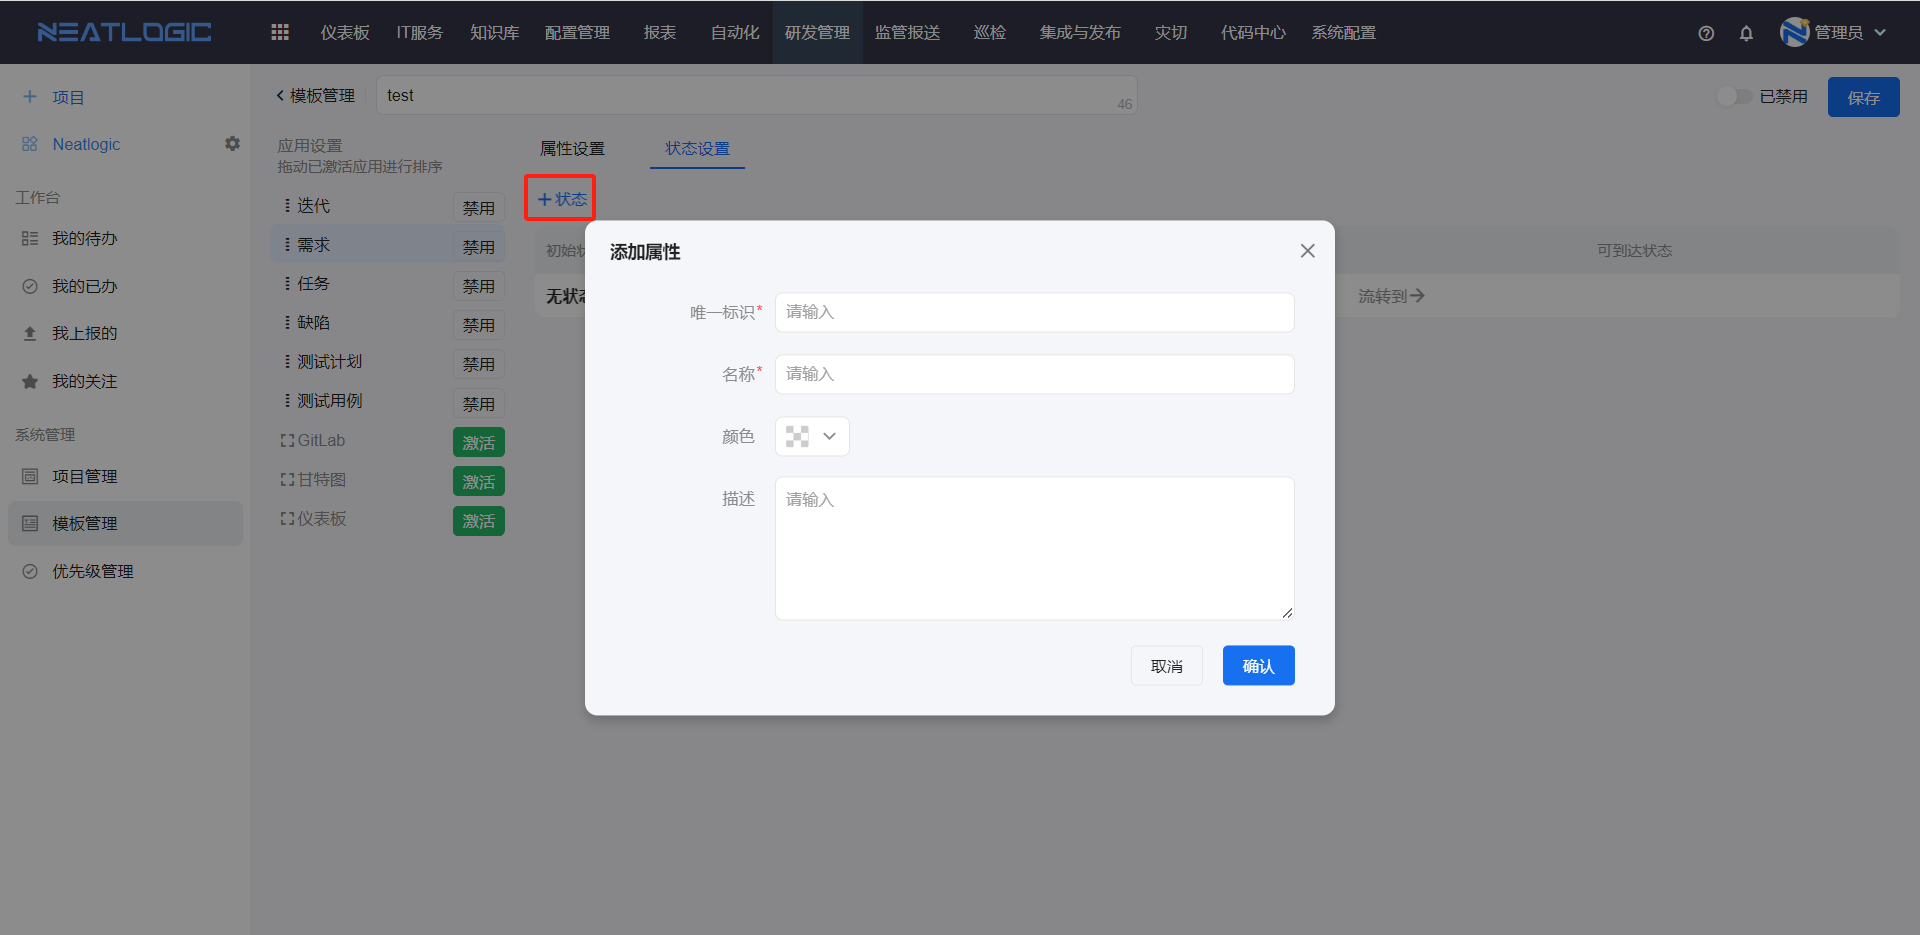 NEATLOGIC
仪表板
IT服务
知识库
配置管理
报表
自动化
研发管理
监管报送
巡检
集成与发布
灾切
代码中心
系统配置
管理员
项目
Neatlogic
工作台
我的待办
我的已办
我上报的
我的关注
系统管理
项目管理
模板管理
优先级管理
模板管理
test
46
已禁用
保存
应用设置
拖动已激活应用进行排序
迭代 禁用
需求 禁用
任务 禁用
缺陷 禁用
测试计划 禁用
测试用例 禁用
GitLab 激活
甘特图 激活
仪表板 激活
属性设置
状态设置
状态
初始
可到达状态
无状
流转到
添加属性
唯一标识*
请输入
名称*
请输入
颜色
描述
请输入
取消
确认